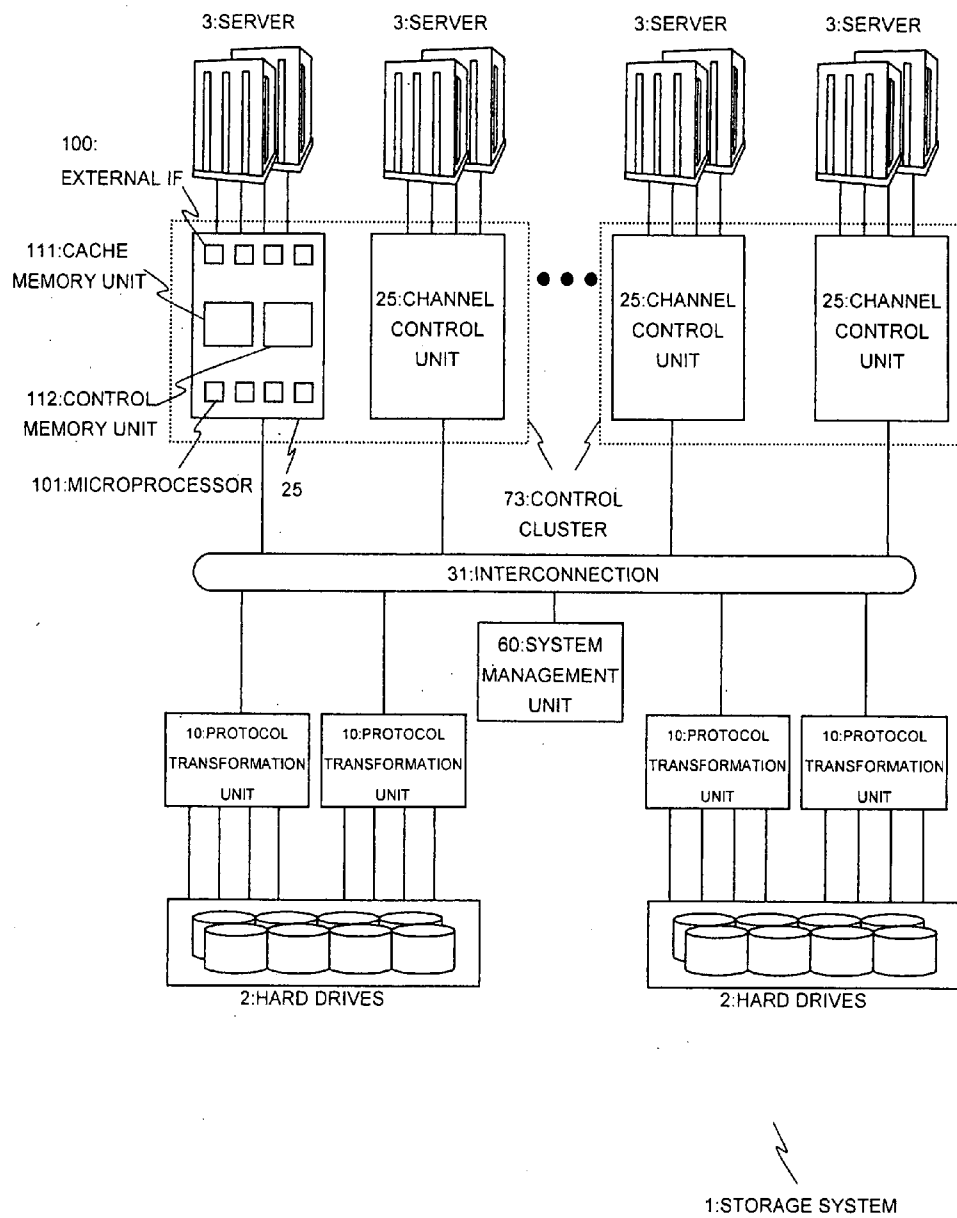 3:SERVER
3:SERVER
3:SERVER
3:SERVER
100:
EXTERNAL IF
111:CACHE
MEMORY UNIT
112:CONTROL
MEMORY UNIT
101:MICROPROCESSOR
25
25:CHANNEL
CONTROL
UNIT
25:CHANNEL
CONTROL
UNIT
25:CHANNEL
CONTROL
UNIT
73:CONTROL
CLUSTER
31:INTERCONNECTION
60:SYSTEM
MANAGEMENT
UNIT
10:PROTOCOL
TRANSFORMATION
UNIT
10:PROTOCOL
TRANSFORMATION
UNIT
10:PROTOCOL
TRANSFORMATION
UNIT
10:PROTOCOL
TRANSFORMATION
UNIT
2:HARD DRIVES
2:HARD DRIVES
1:STORAGE SYSTEM